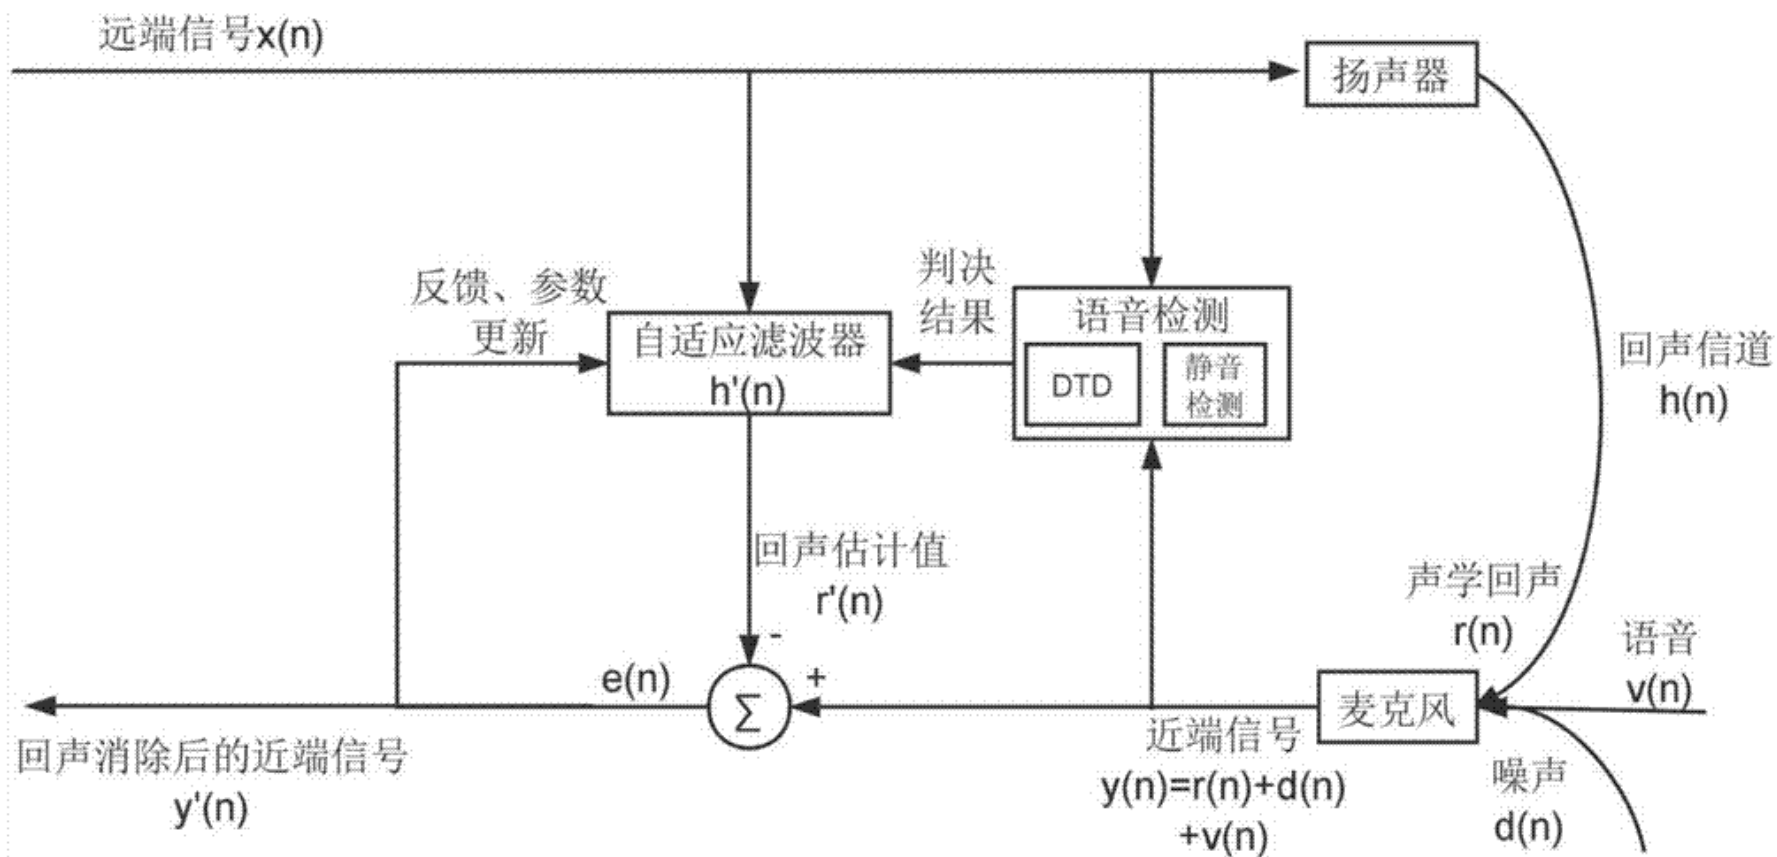 远端信号x(n)
扬声器
判决
结果
反馈、参数
更新
语音检测
自适应滤波器
h'(n)
DTD
静音
检测
回声信道
h(n)
回声估计值
r'(n)
声学回声
r(n)
语音
v(n)
-
+
e(n)
Σ
麦克风
近端信号
y(n)=r(n)+d(n)
+v(n)
噪声
d(n)
回声消除后的近端信号
y'(n)